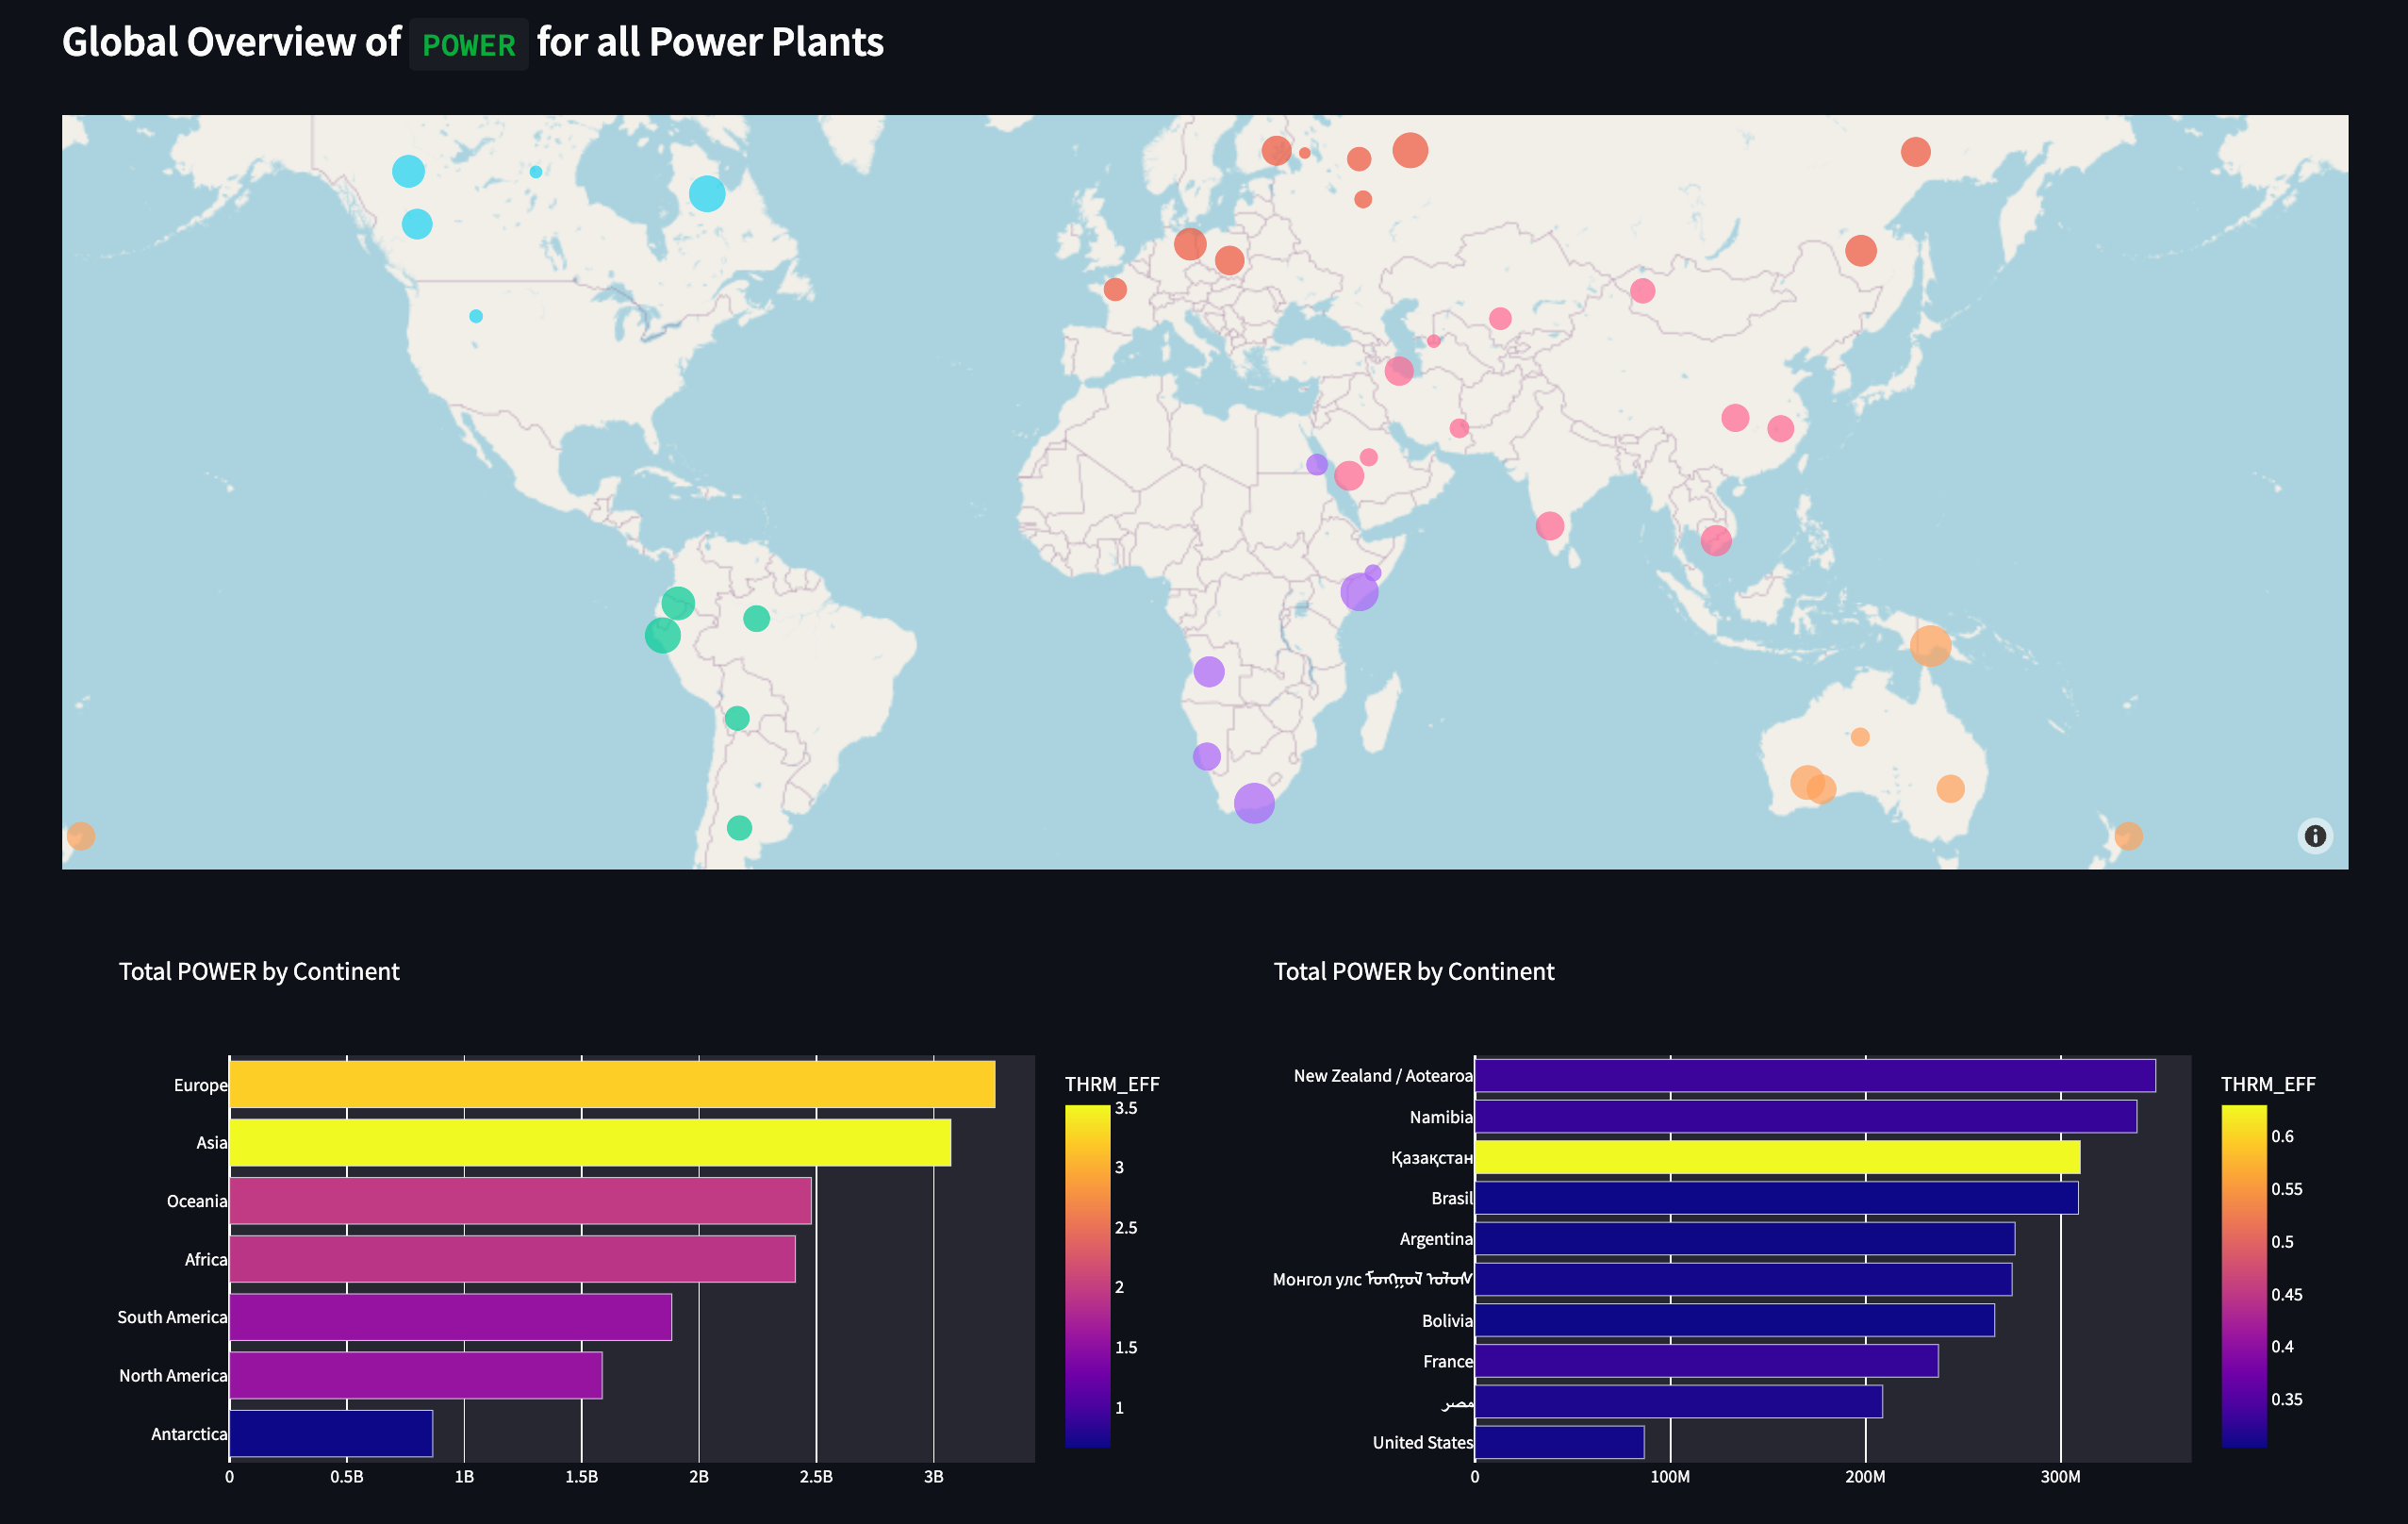 Global Overview of POWER for all Power Plants
Total POWER by Continent
Europe
Asia
Oceania
Africa
South America
North America
Antarctica
0 0.5B 1B 1.5B 2B 2.5B 3B
THRM_EFF
3.5
3
2.5
2
1.5
1
Total POWER by Continent
New Zealand / Aotearoa
Namibia
Қазақстан
Brasil
Argentina
Монгол улс
Bolivia
France
مصر
United States
0 100M 200M 300M
THRM_EFF
0.6
0.55
0.5
0.45
0.4
0.35